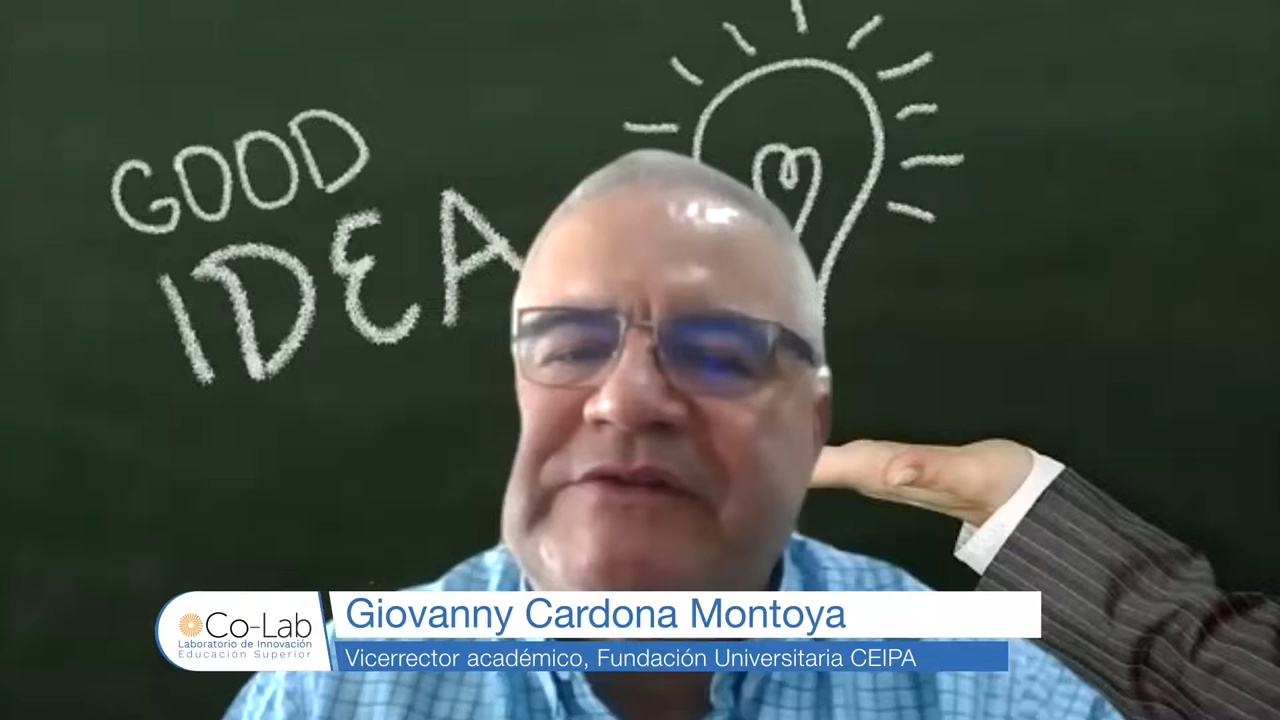 GOOD
IDEA
Co-Lab
Laboratorio de Innovación
Educación Superior
Giovanny Cardona Montoya
Vicerrector académico, Fundación Universitaria CEIPA